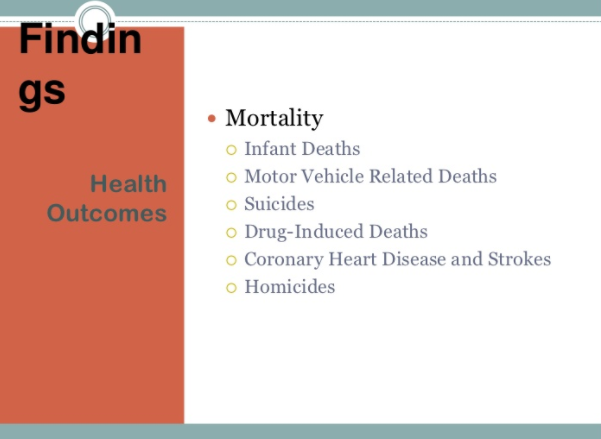 Findin
gs
Health
Outcomes
Mortality
Infant Deaths
Motor Vehicle Related Deaths
Suicides
Drug-Induced Deaths
Coronary Heart Disease and Strokes
Homicides